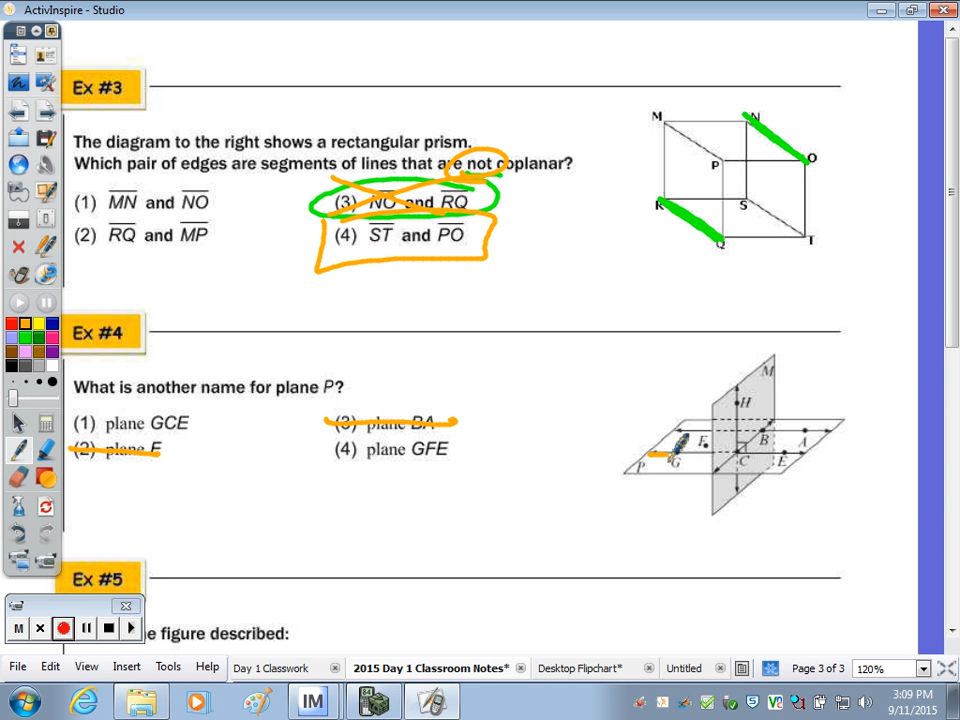 ActivInspire - Studio
Ex #3
The diagram to the right shows a rectangular prism.
Which pair of edges are segments of lines that are not coplanar?
(1) MN and NO
(3) NO and RQ
(2) RQ and MP
(4) ST and PO
M
N
P
O
R
S
Q
T
Ex #4
What is another name for plane P?
(1) plane GCE
(3) plane BA
(2) plane F
(4) plane GFE
M
H
F
B
A
P
G
C
E
Ex #5
e figure described:
M
File Edit View Insert Tools Help
Day 1 Classwork
2015 Day 1 Classroom Notes*
Desktop Flipchart*
Untitled
Page 3 of 3
120%
IM
84
3:09 PM
9/11/2015